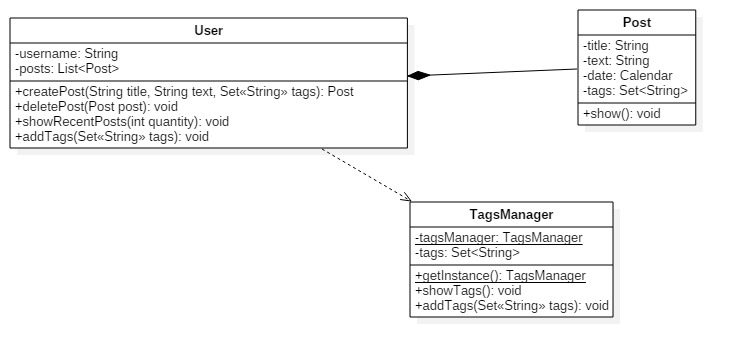 User
-username: String
-posts: List<Post>
+createPost(String title, String text, Set«String» tags): Post
+deletePost(Post post): void
+showRecentPosts(int quantity): void
+addTags(Set«String» tags): void
Post
-title: String
-text: String
-date: Calendar
-tags: Set<String>
+show(): void
TagsManager
-tagsManager: TagsManager
-tags: Set<String>
+getInstance(): TagsManager
+showTags(): void
+addTags(Set«String» tags): void